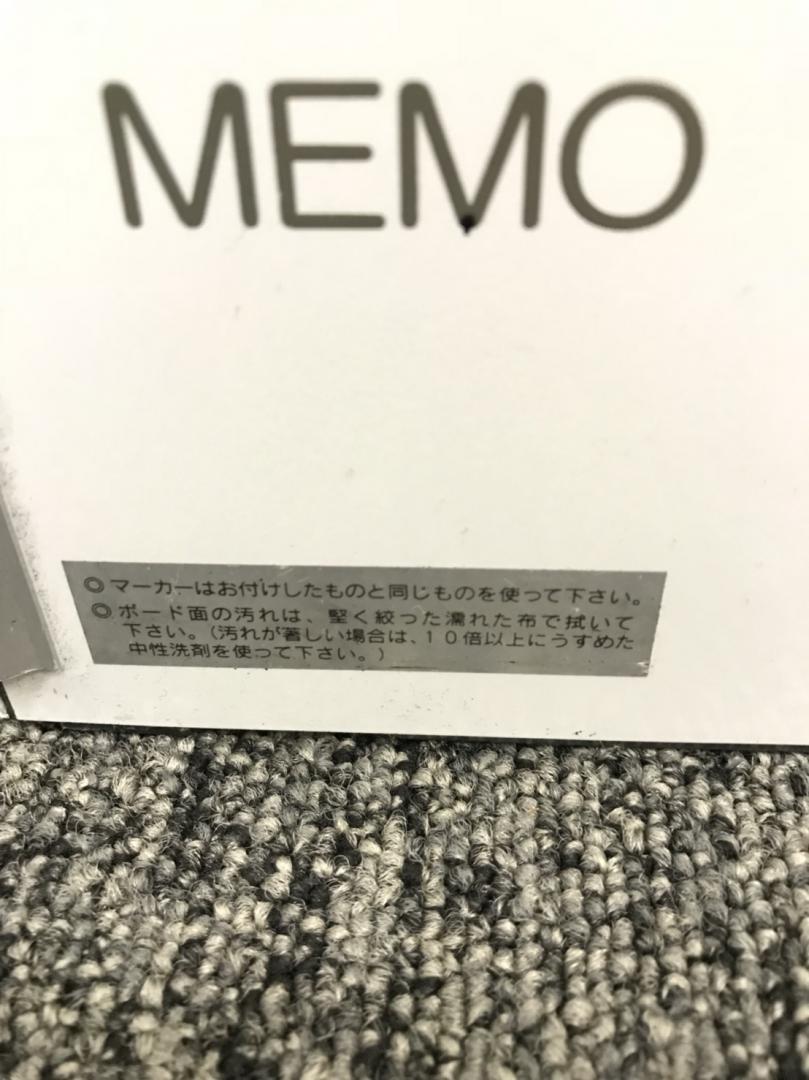 MEMO
◎マーカーはお付けしたものと同じものを使って下さい。
◎ボード面の汚れは、堅く絞った濡れた布で拭いて
下さい。(汚れが著しい場合は、10倍以上にうすめた
中性洗剤を使って下さい。)